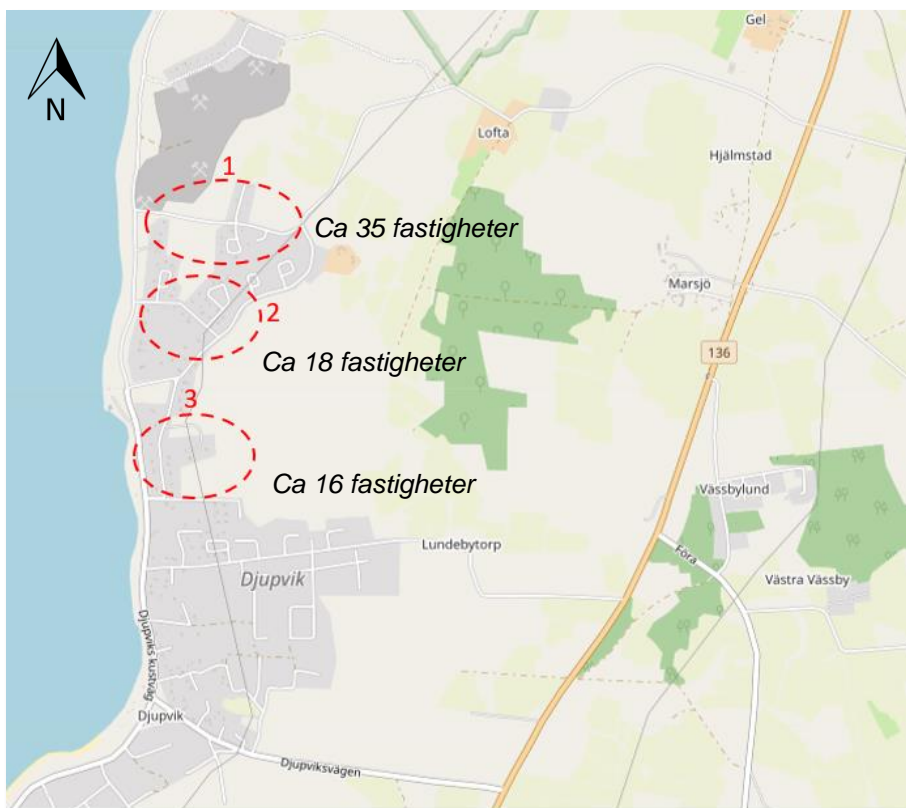 Gel
N
Lofta
Hjälmstad
1
Ca 35 fastigheter
Marsjö
2
136
Ca 18 fastigheter
3
Ca 16 fastigheter
Vässbylund
Lundebytorp
Föra
Djupvik
Västra Vässby
Djupviks kustväg
Djupvik
Djupviksvägen